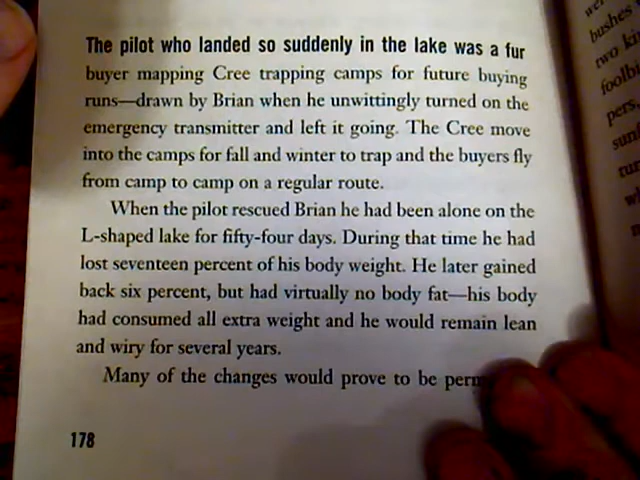 The pilot who landed so suddenly in the lake was a fur
buyer mapping Cree trapping camps for future buying
runs—drawn by Brian when he unwittingly turned on the
emergency transmitter and left it going. The Cree move
into the camps for fall and winter to trap and the buyers fly
from camp to camp on a regular route.
When the pilot rescued Brian he had been alone on the
L-shaped lake for fifty-four days. During that time he had
lost seventeen percent of his body weight. He later gained
back six percent, but had virtually no body fat—his body
had consumed all extra weight and he would remain lean
and wiry for several years.
Many of the changes would prove to be
178
bushes
two